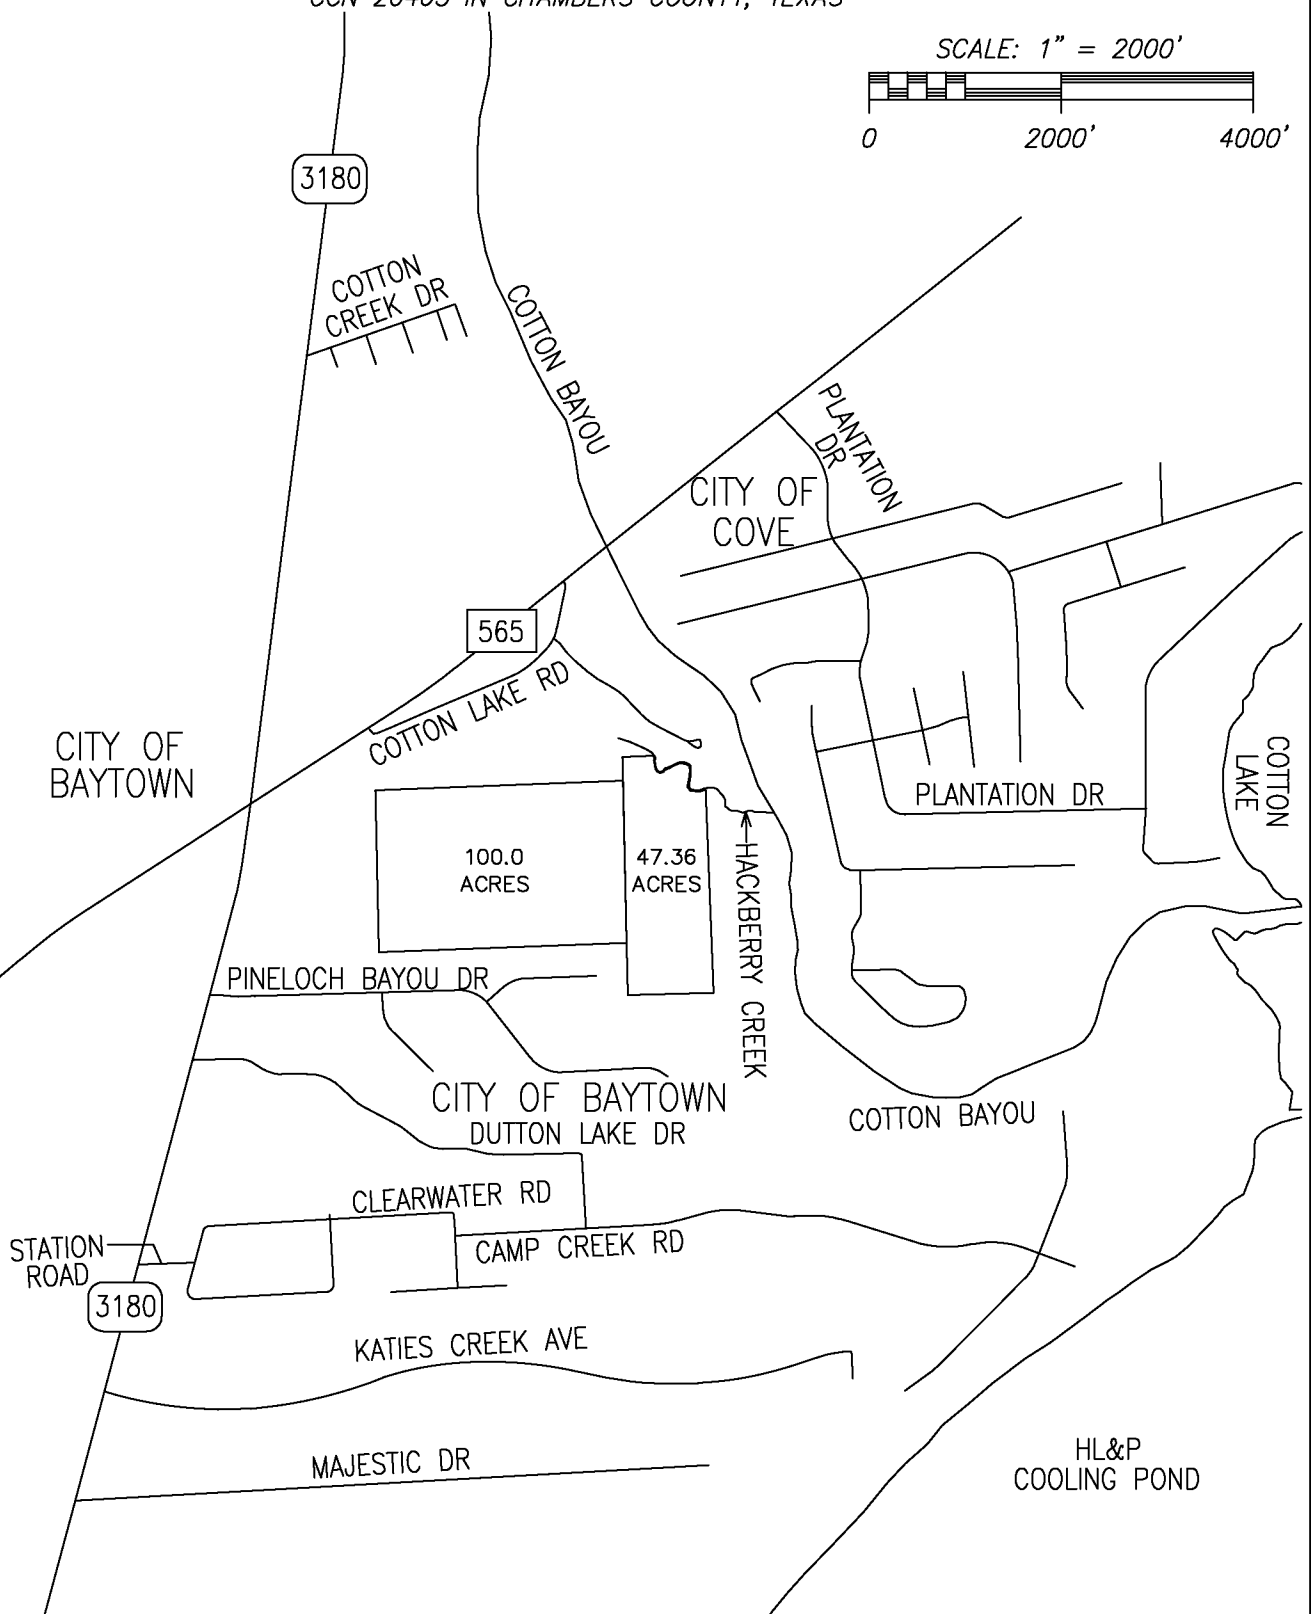 IN CHAMBERS COUNTY, TEXAS
SCALE: 1" = 2000'
0 2000' 4000'
3180
COTTON
CREEK DR
COTTON BAYOU
PLANTATION
DR
CITY OF
COVE
565
COTTON LAKE RD
CITY OF
BAYTOWN
COTTON
LAKE
PLANTATION DR
100.0
ACRES
47.36
ACRES
HACKBERRY CREEK
PINELOCH BAYOU DR
CITY OF BAYTOWN
DUTTON LAKE DR
COTTON BAYOU
CLEARWATER RD
STATION
ROAD
CAMP CREEK RD
3180
KATIES CREEK AVE
MAJESTIC DR
HL&P
COOLING POND